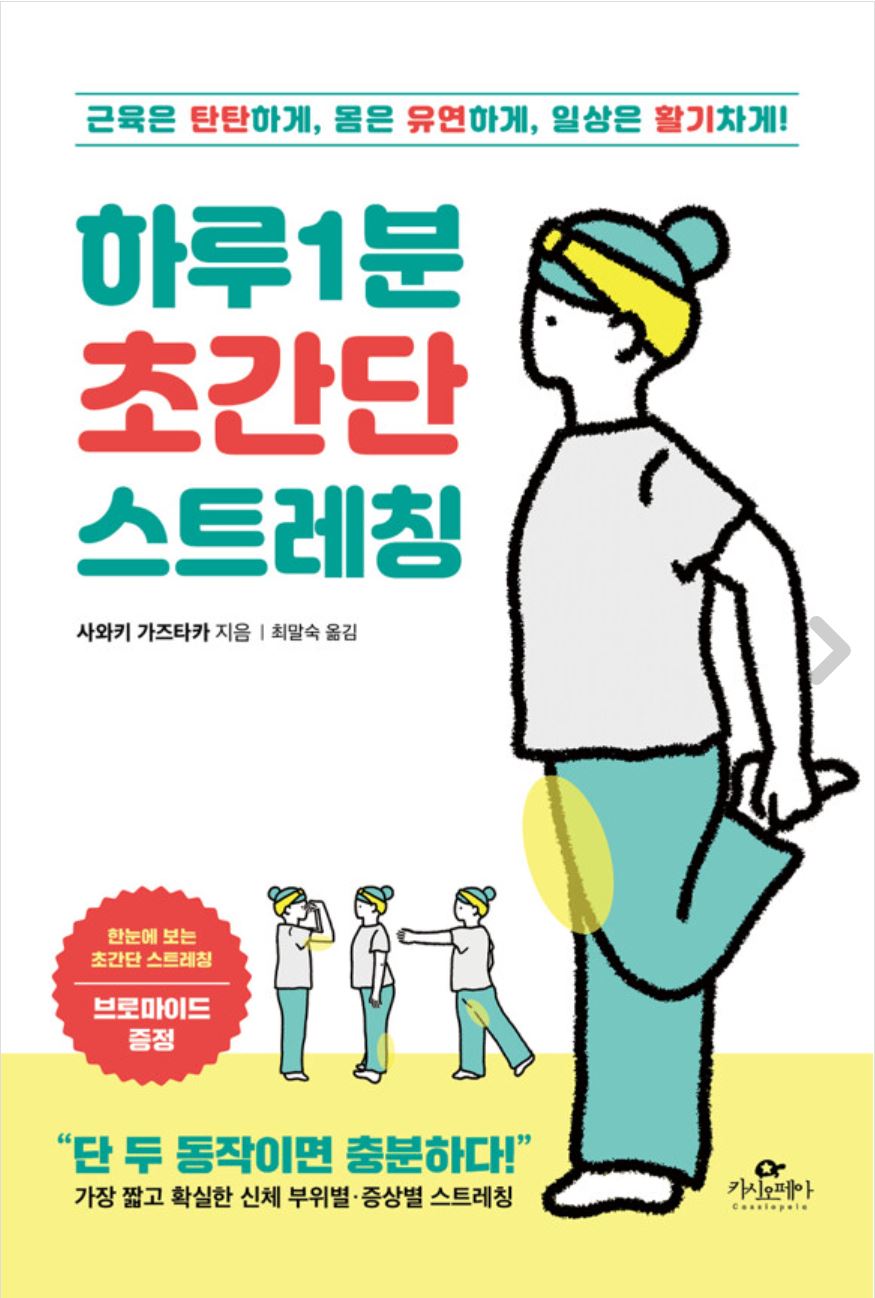 근육은 탄탄하게, 몸은 유연하게, 일상은 활기차게!
하루1분
초간단
스트레칭
사와키 가즈타카 지음 | 최말숙 옮김
한눈에 보는
초간단 스트레칭
브로마이드
증정
“단 두 동작이면 충분하다!”
가장 짧고 확실한 신체 부위별·증상별 스트레칭
카시오페아
Cassiopeia